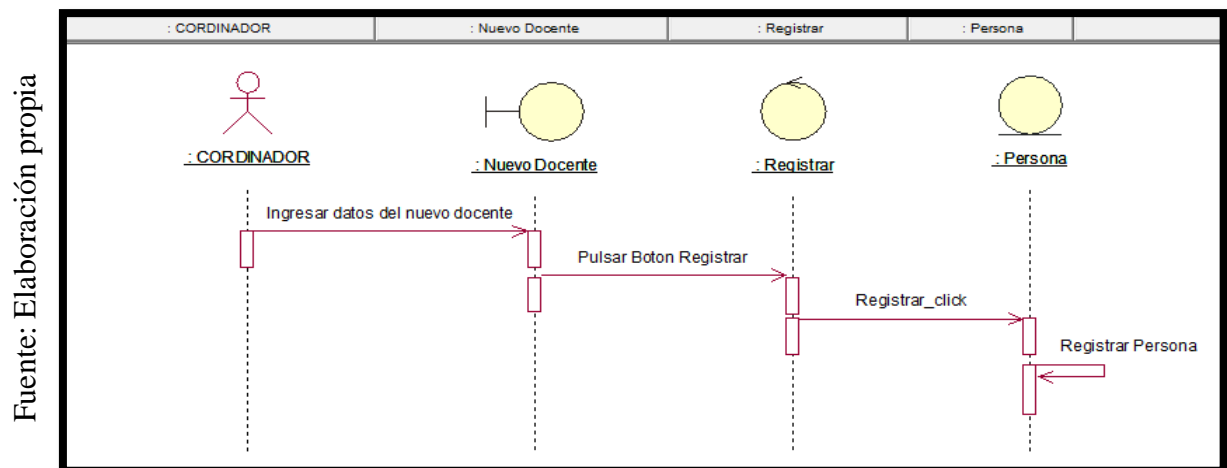 : CORDINADOR
: Nuevo Docente
: Registrar
: Persona
: CORDINADOR
: Nuevo Docente
: Registrar
: Persona
Ingresar datos del nuevo docente
Pulsar Boton Registrar
Registrar_click
Registrar Persona
Fuente: Elaboración propia